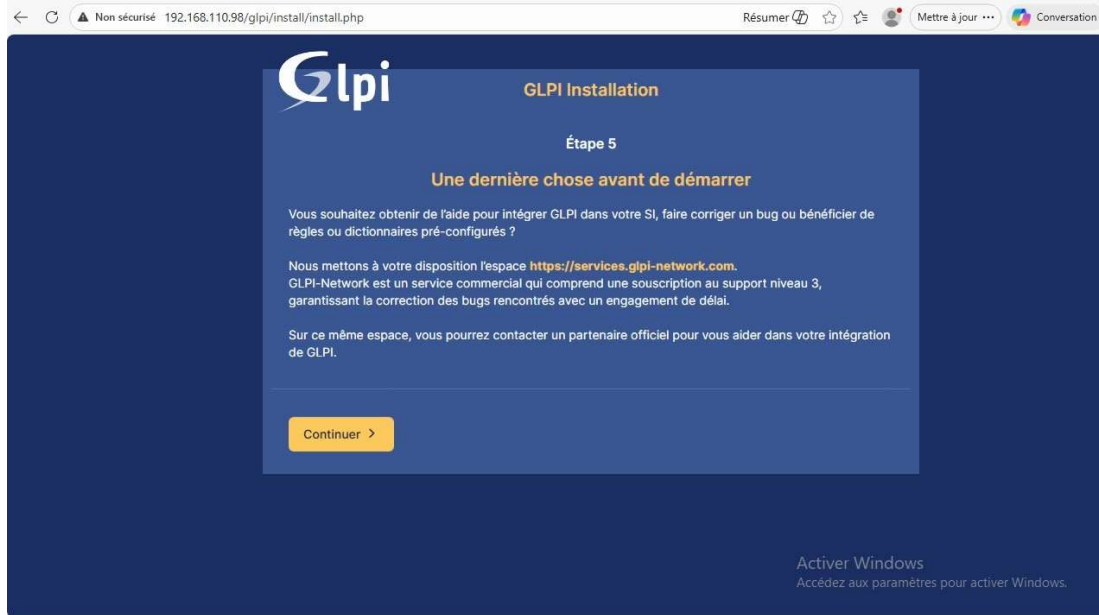 Non sécurisé 192.168.110.98/glpi/install/install.php Résumer Mettre à jour Conversation
Glpi
GLPI Installation
Étape 5
Une dernière chose avant de démarrer
Vous souhaitez obtenir de l'aide pour intégrer GLPI dans votre SI, faire corriger un bug ou bénéficier de
règles ou dictionnaires pré-configurés ?
Nous mettons à votre disposition l'espace https://services.glpi-network.com.
GLPI-Network est un service commercial qui comprend une souscription au support niveau 3,
garantissant la correction des bugs rencontrés avec un engagement de délai.
Sur ce même espace, vous pourrez contacter un partenaire officiel pour vous aider dans votre intégration
de GLPI.
Continuer
Activer Windows
Accédez aux paramètres pour activer Windows.